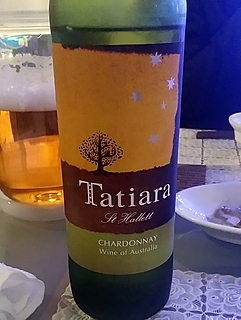 Tatiara
St Hallett
CHARDONNAY
Wine of Australia